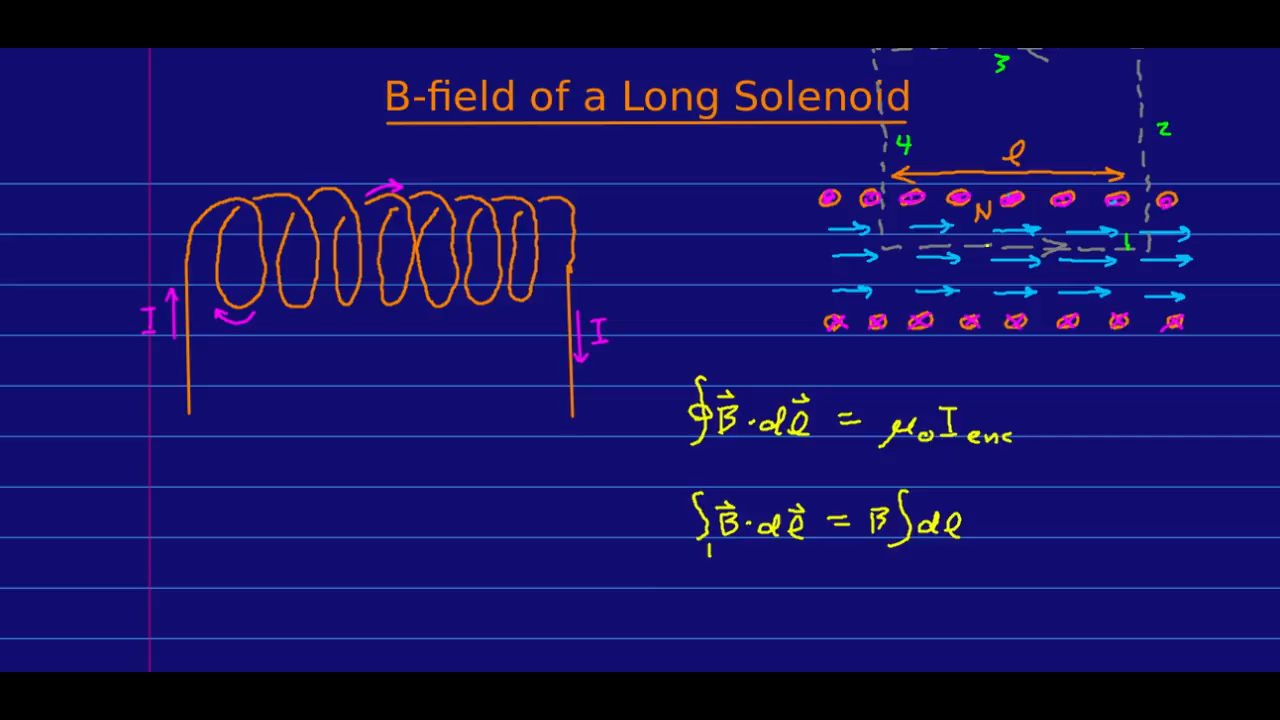 3
B-field of a Long Solenoid
2
4
ℓ
N
1
I
I
∮B⃗·dℓ⃗ = μ₀I_enc
∫₁B⃗·dℓ⃗ = B∫dℓ